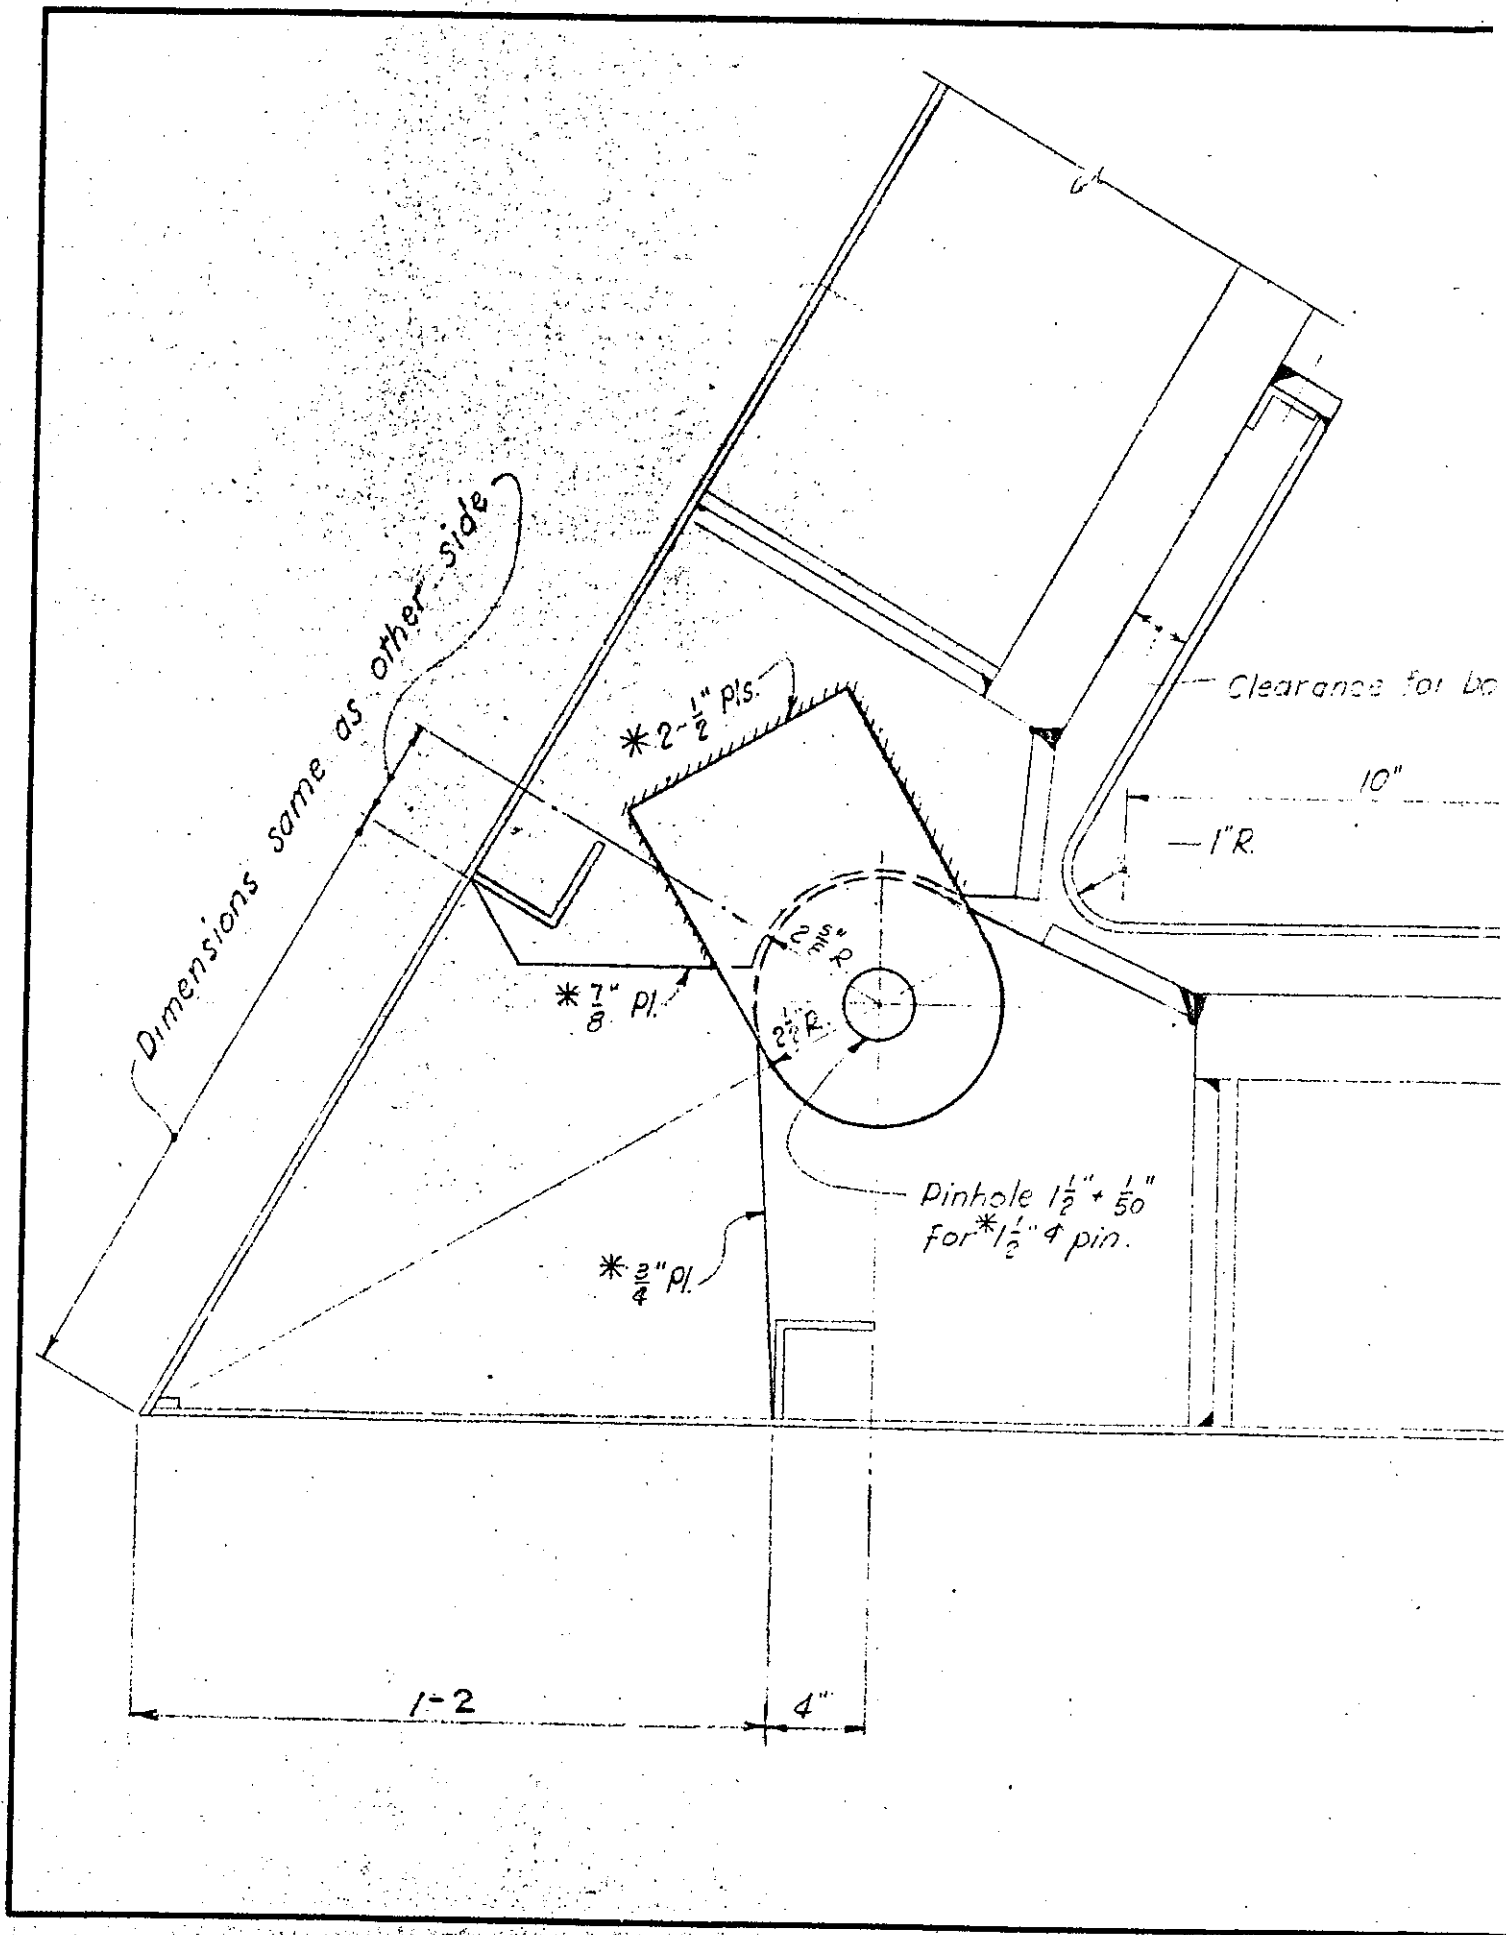 Dimensions same as other side
* 2-1/2" Pls.
Clearance for bo
10"
1" R.
2 5/8" R.
* 7/8" Pl.
2 1/2" R.
Pinhole 1 1/2" + 1/50"
for * 1 1/2" φ pin.
* 3/4" Pl.
1-2
4"